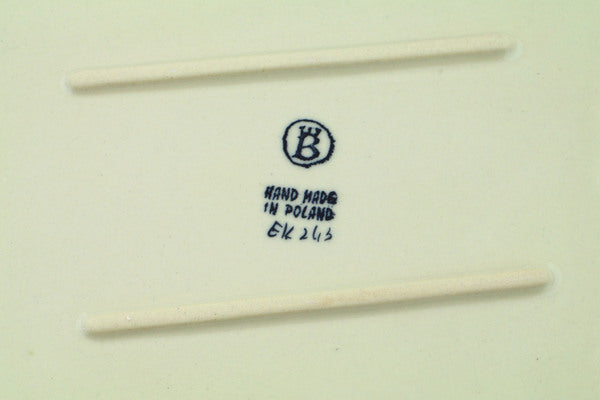 B
HAND MADE
IN POLAND
EK 243